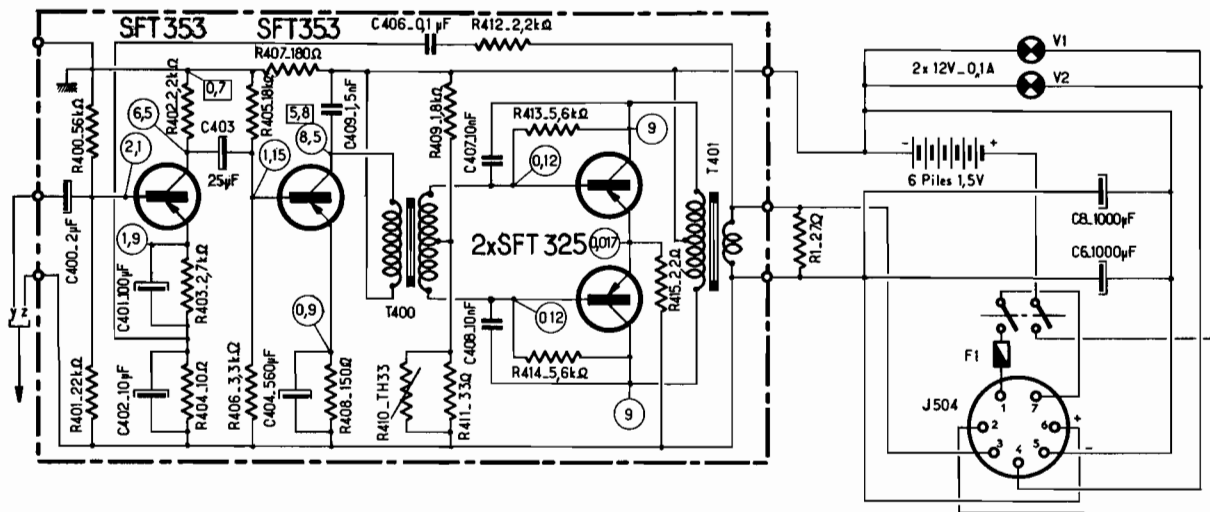 SFT353 SFT353
C406_0,1µF R412_2,2kΩ
R407_180Ω
V1
2x 12V_0,1A
V2
R400_56kΩ
R402_2,2kΩ
0,7
6,5
C403
25µF
R405_18kΩ
5,8
8,5
C409_1,5nF
R409_1,8kΩ
C407_10nF
R413_5,6kΩ
9
0,12
T401
2,1
1,15
- +
6 Piles 1,5V
C8_1000µF
C400_2µF
1,9
C401_100µF
R403_2,7kΩ
T400
2xSFT 325
0,017
R415_2,2Ω
R1_27Ω
C6_1000µF
y z
0,9
C408_10nF
0 12
R414_5,6kΩ
9
F1
R401_22kΩ
C402_10µF
R404_10Ω
R406_3,3kΩ
C404_560µF
R408_150Ω
R410_TH33
R411_33Ω
J504
1 7
2 6 +
3 4 5 -